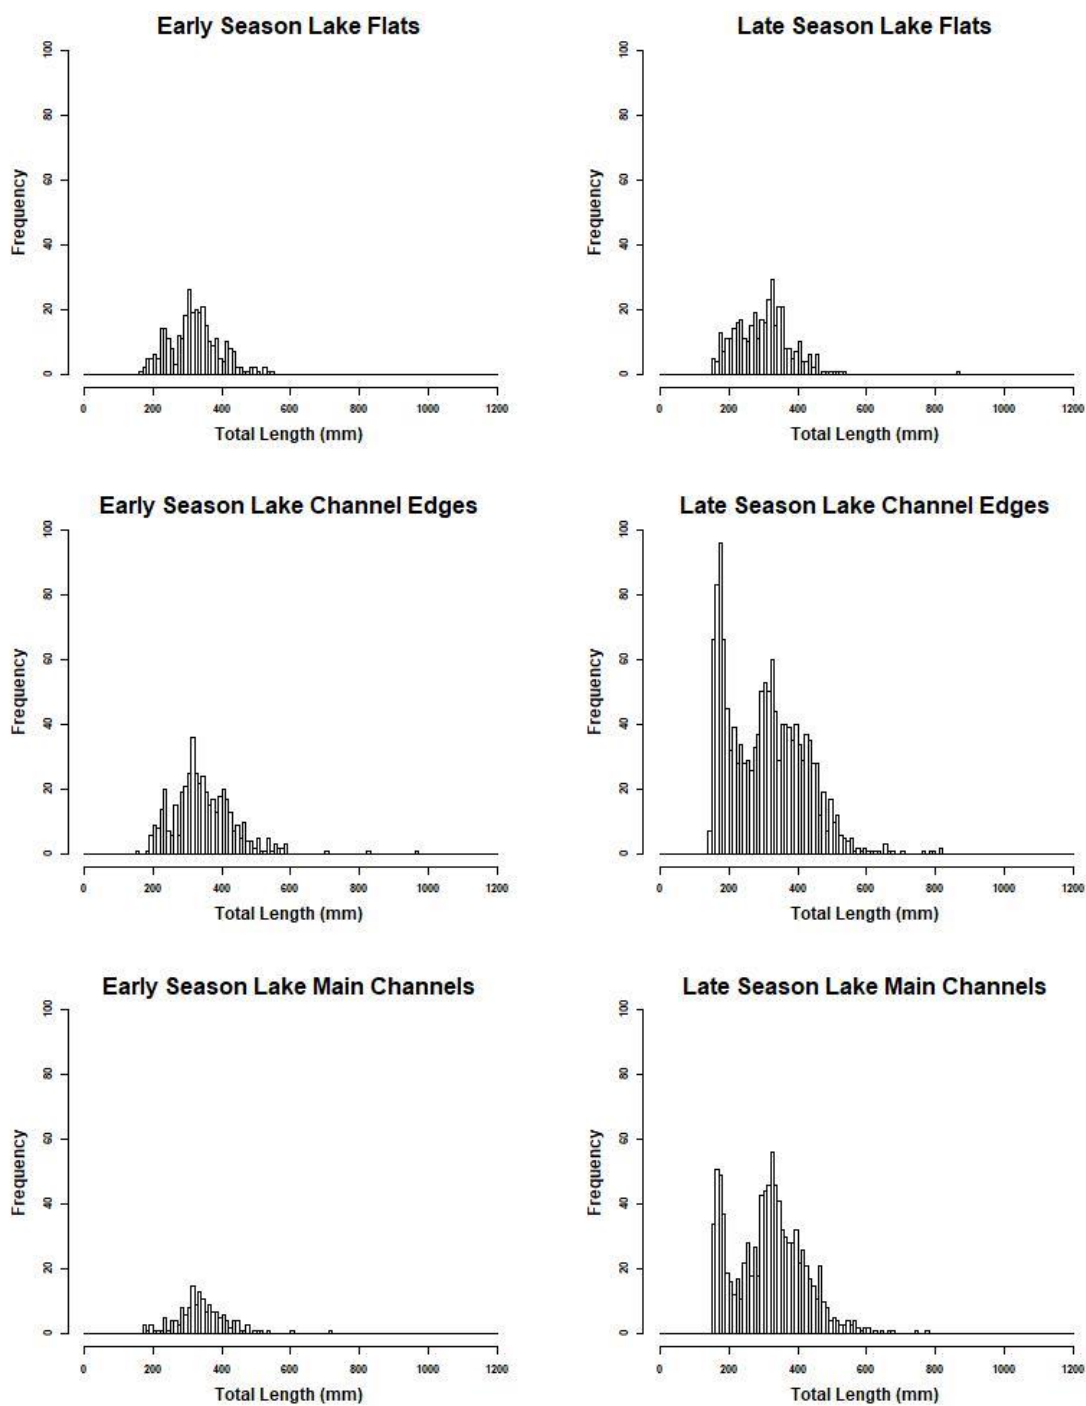 Early Season Lake Flats
Late Season Lake Flats
Frequency
0 20 40 60 80 100
0 200 400 600 800 1000 1200
Total Length (mm)
Frequency
0 20 40 60 80 100
0 200 400 600 800 1000 1200
Total Length (mm)
Early Season Lake Channel Edges
Late Season Lake Channel Edges
Frequency
0 20 40 60 80 100
0 200 400 600 800 1000 1200
Total Length (mm)
Frequency
0 20 40 60 80 100
0 200 400 600 800 1000 1200
Total Length (mm)
Early Season Lake Main Channels
Late Season Lake Main Channels
Frequency
0 20 40 60 80 100
0 200 400 600 800 1000 1200
Total Length (mm)
Frequency
0 20 40 60 80 100
0 200 400 600 800 1000 1200
Total Length (mm)